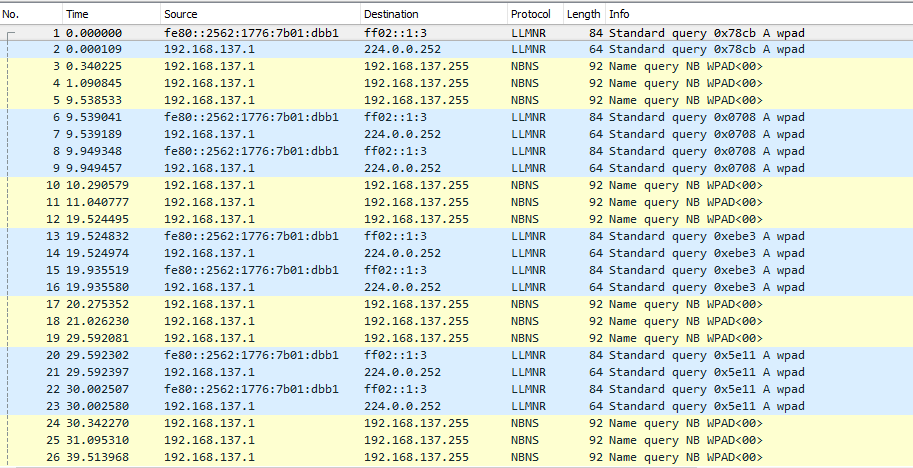 No. Time Source Destination Protocol Length Info
1 0.000000 fe80::2562:1776:7b01:dbb1 ff02::1:3 LLMNR 84 Standard query 0x78cb A wpad
2 0.000109 192.168.137.1 224.0.0.252 LLMNR 64 Standard query 0x78cb A wpad
3 0.340225 192.168.137.1 192.168.137.255 NBNS 92 Name query NB WPAD<00>
4 1.090845 192.168.137.1 192.168.137.255 NBNS 92 Name query NB WPAD<00>
5 9.538533 192.168.137.1 192.168.137.255 NBNS 92 Name query NB WPAD<00>
6 9.539041 fe80::2562:1776:7b01:dbb1 ff02::1:3 LLMNR 84 Standard query 0x0708 A wpad
7 9.539189 192.168.137.1 224.0.0.252 LLMNR 64 Standard query 0x0708 A wpad
8 9.949348 fe80::2562:1776:7b01:dbb1 ff02::1:3 LLMNR 84 Standard query 0x0708 A wpad
9 9.949457 192.168.137.1 224.0.0.252 LLMNR 64 Standard query 0x0708 A wpad
10 10.290579 192.168.137.1 192.168.137.255 NBNS 92 Name query NB WPAD<00>
11 11.040777 192.168.137.1 192.168.137.255 NBNS 92 Name query NB WPAD<00>
12 19.524495 192.168.137.1 192.168.137.255 NBNS 92 Name query NB WPAD<00>
13 19.524832 fe80::2562:1776:7b01:dbb1 ff02::1:3 LLMNR 84 Standard query 0xebe3 A wpad
14 19.524974 192.168.137.1 224.0.0.252 LLMNR 64 Standard query 0xebe3 A wpad
15 19.935519 fe80::2562:1776:7b01:dbb1 ff02::1:3 LLMNR 84 Standard query 0xebe3 A wpad
16 19.935580 192.168.137.1 224.0.0.252 LLMNR 64 Standard query 0xebe3 A wpad
17 20.275352 192.168.137.1 192.168.137.255 NBNS 92 Name query NB WPAD<00>
18 21.026230 192.168.137.1 192.168.137.255 NBNS 92 Name query NB WPAD<00>
19 29.592081 192.168.137.1 192.168.137.255 NBNS 92 Name query NB WPAD<00>
20 29.592302 fe80::2562:1776:7b01:dbb1 ff02::1:3 LLMNR 84 Standard query 0x5e11 A wpad
21 29.592397 192.168.137.1 224.0.0.252 LLMNR 64 Standard query 0x5e11 A wpad
22 30.002507 fe80::2562:1776:7b01:dbb1 ff02::1:3 LLMNR 84 Standard query 0x5e11 A wpad
23 30.002580 192.168.137.1 224.0.0.252 LLMNR 64 Standard query 0x5e11 A wpad
24 30.342270 192.168.137.1 192.168.137.255 NBNS 92 Name query NB WPAD<00>
25 31.095310 192.168.137.1 192.168.137.255 NBNS 92 Name query NB WPAD<00>
26 39.513968 192.168.137.1 192.168.137.255 NBNS 92 Name query NB WPAD<00>